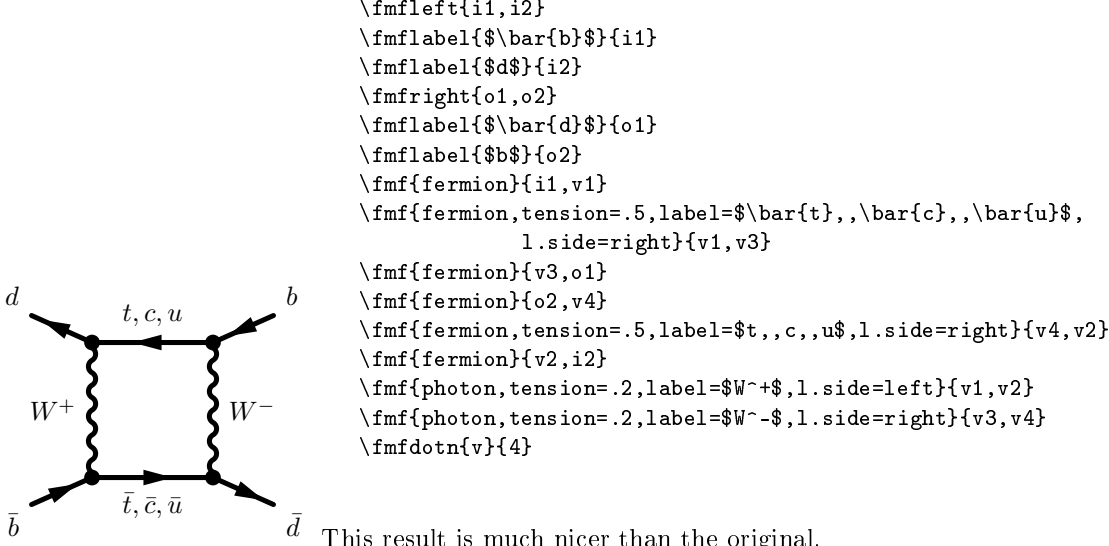 \fmfleft{i1,i2}
\fmflabel{$\bar{b}$}{i1}
\fmflabel{$d$}{i2}
\fmfright{o1,o2}
\fmflabel{$\bar{d}$}{o1}
\fmflabel{$b$}{o2}
\fmf{fermion}{i1,v1}
\fmf{fermion,tension=.5,label=$\bar{t},,\bar{c},,\bar{u}$,
l.side=right}{v1,v3}
\fmf{fermion}{v3,o1}
\fmf{fermion}{o2,v4}
\fmf{fermion,tension=.5,label=$t,,c,,u$,l.side=right}{v4,v2}
\fmf{fermion}{v2,i2}
\fmf{photon,tension=.2,label=$W^+$,l.side=left}{v1,v2}
\fmf{photon,tension=.2,label=$W^-$,l.side=right}{v3,v4}
\fmfdotn{v}{4}
d
b
t, c, u
W⁺
W⁻
t̄, c̄, ū
b̄
d̄
This result is much nicer than the original.